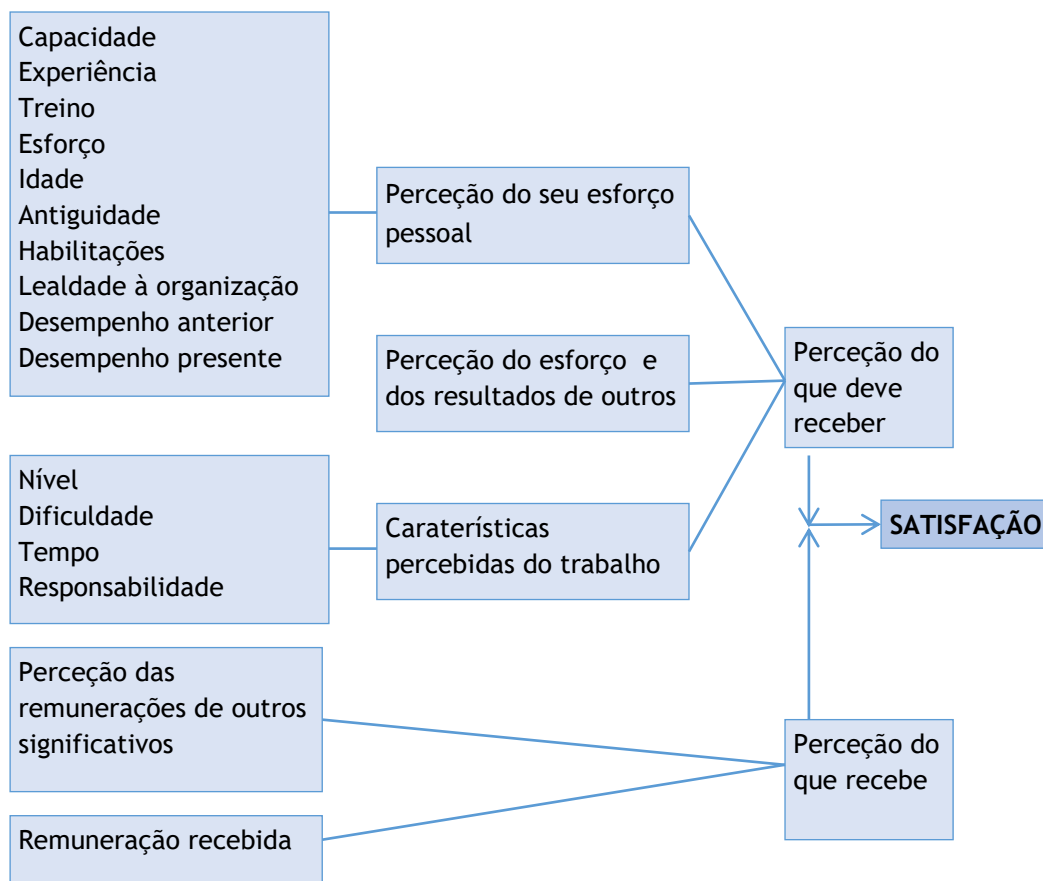 Capacidade
Experiência
Treino
Esforço
Idade
Antiguidade
Habilitações
Lealdade à organização
Desempenho anterior
Desempenho presente
Perceção do seu esforço
pessoal
Perceção do esforço e
dos resultados de outros
Perceção do
que deve
receber
Nível
Dificuldade
Tempo
Responsabilidade
Caraterísticas
percebidas do trabalho
SATISFAÇÃO
Perceção das
remunerações de outros
significativos
Remuneração recebida
Perceção do
que recebe